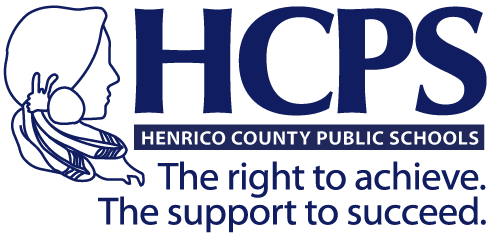 HCPS
HENRICO COUNTY PUBLIC SCHOOLS
The right to achieve.
The support to succeed.